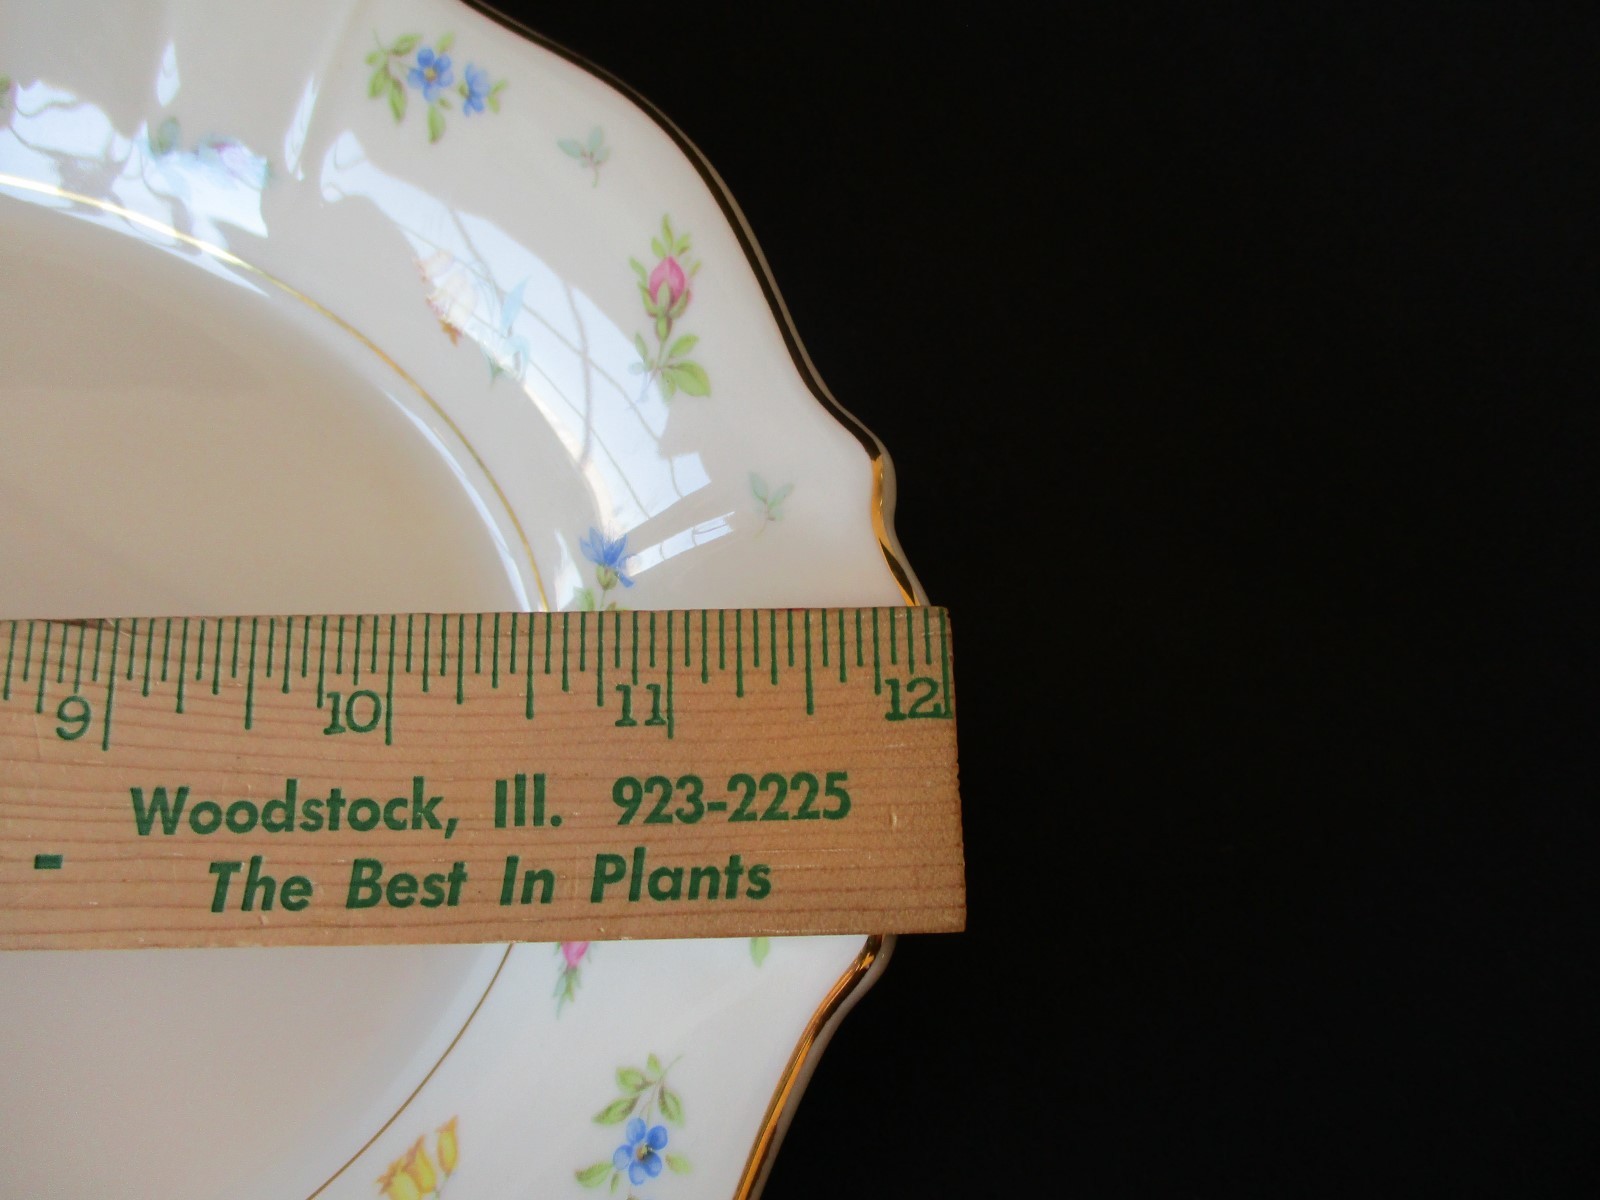 9 10 11 12
Woodstock, Ill. 923-2225
- The Best In Plants